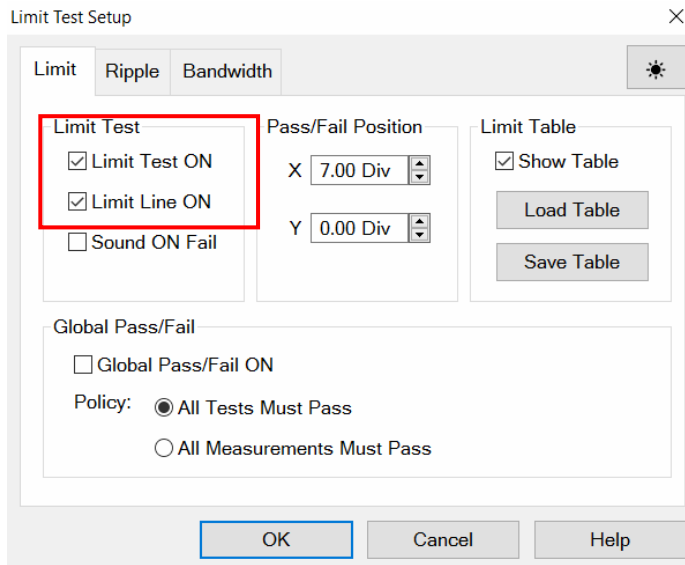 Limit Test Setup
Limit Ripple Bandwidth
Limit Test
Limit Test ON
Limit Line ON
Sound ON Fail
Pass/Fail Position
X 7.00 Div
Y 0.00 Div
Limit Table
Show Table
Load Table
Save Table
Global Pass/Fail
Global Pass/Fail ON
Policy: All Tests Must Pass
All Measurements Must Pass
OK Cancel Help